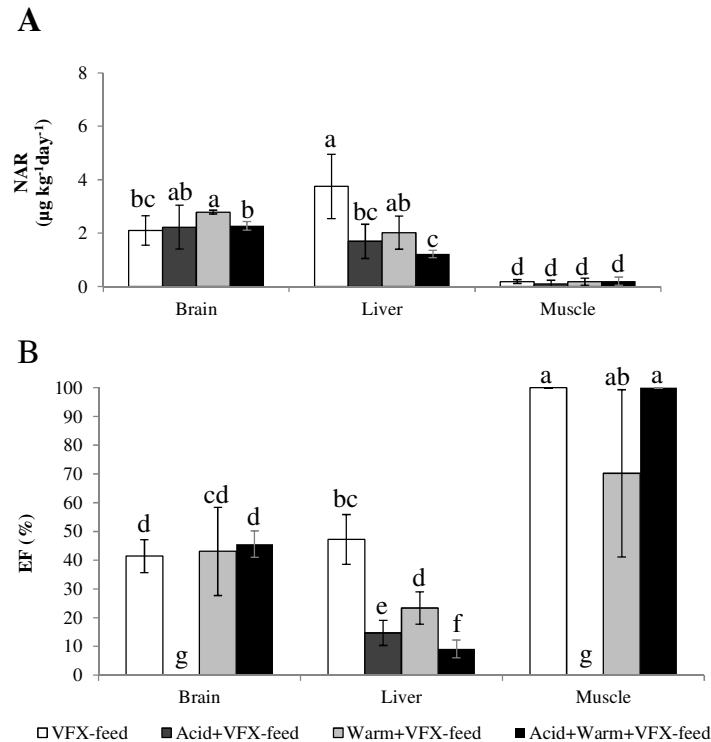 A
NAR
(µg kg-1day-1)
8
6
4
2
0
bc ab a b
a bc ab c
d d d d
Brain Liver Muscle
B
EF (%)
100
90
80
70
60
50
40
30
20
10
0
d g cd d
bc e d f
a g ab a
Brain Liver Muscle
VFX-feed Acid+VFX-feed Warm+VFX-feed Acid+Warm+VFX-feed